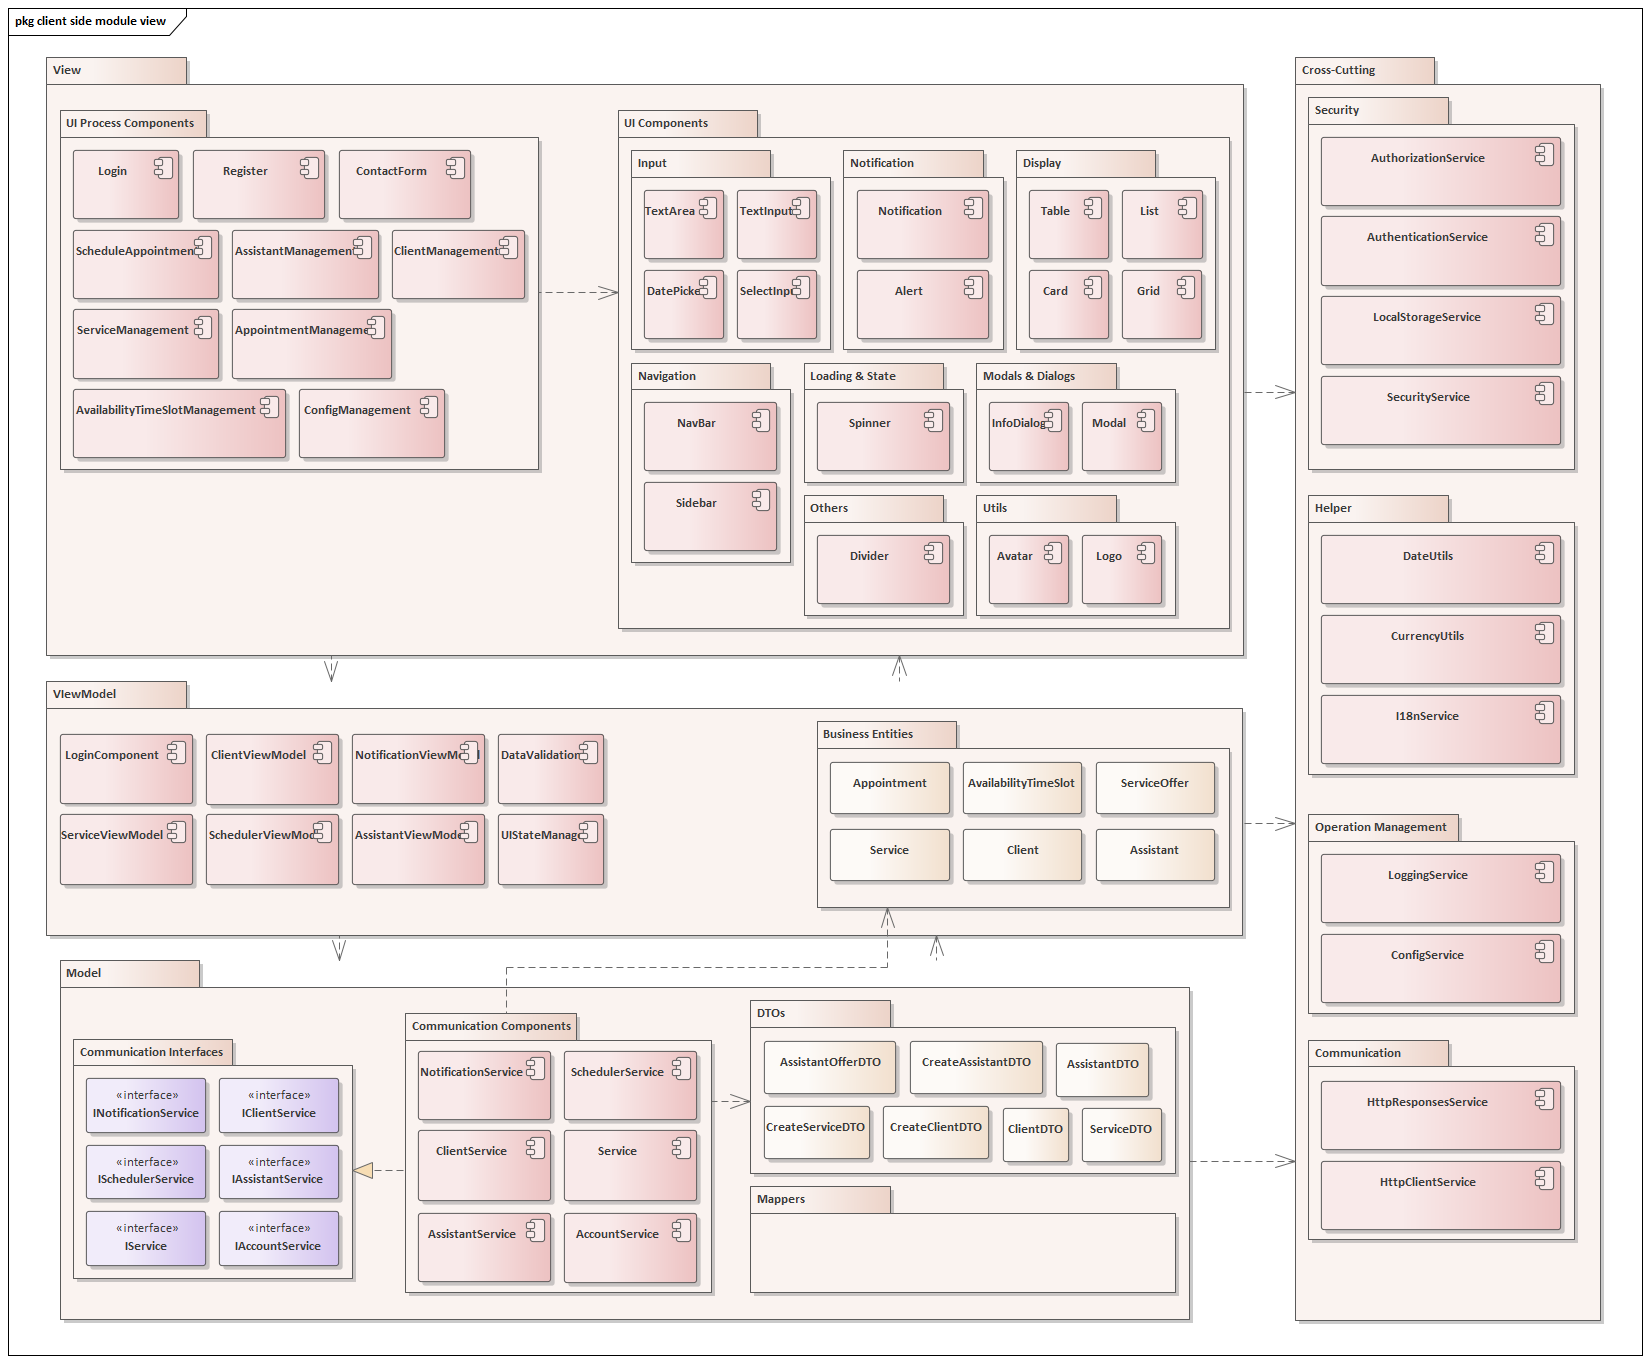 pkg client side module view
View
UI Process Components
Login
Register
ContactForm
ScheduleAppointmen
AssistantManagement
ClientManagement
ServiceManagement
AppointmentManageme
AvailabilityTimeSlotManagement
ConfigManagement
UI Components
Input
TextArea
TextInput
DatePicke
SelectInpu
Notification
Notification
Alert
Display
Table
List
Card
Grid
Navigation
NavBar
Sidebar
Loading & State
Spinner
Modals & Dialogs
InfoDialog
Modal
Others
Divider
Utils
Avatar
Logo
VIewModel
LoginComponent
ClientViewModel
NotificationViewModel
DataValidation
ServiceViewModel
SchedulerViewMod
AssistantViewMode
UIStateManage
Business Entities
Appointment
AvailabilityTimeSlot
ServiceOffer
Service
Client
Assistant
Model
Communication Interfaces
«interface»
INotificationService
«interface»
IClientService
«interface»
ISchedulerService
«interface»
IAssistantService
«interface»
IService
«interface»
IAccountService
Communication Components
NotificationService
SchedulerService
ClientService
Service
AssistantService
AccountService
DTOs
AssistantOfferDTO
CreateAssistantDTO
AssistantDTO
CreateServiceDTO
CreateClientDTO
ClientDTO
ServiceDTO
Mappers
Cross-Cutting
Security
AuthorizationService
AuthenticationService
LocalStorageService
SecurityService
Helper
DateUtils
CurrencyUtils
I18nService
Operation Management
LoggingService
ConfigService
Communication
HttpResponsesService
HttpClientService